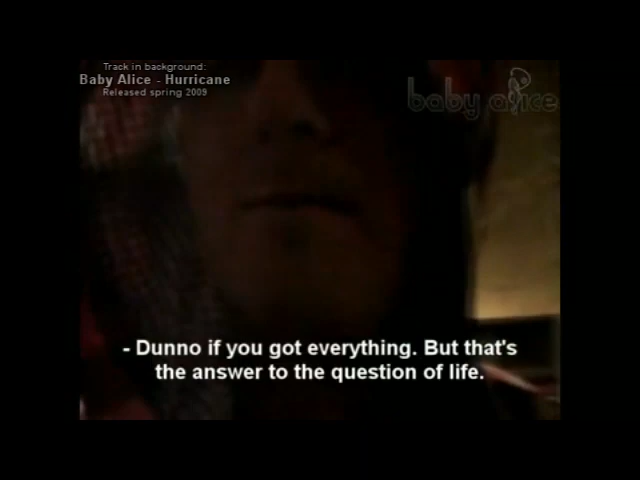 Track in background:
Baby Alice - Hurricane
Released spring 2009
baby alice
- Dunno if you got everything. But that's
the answer to the question of life.